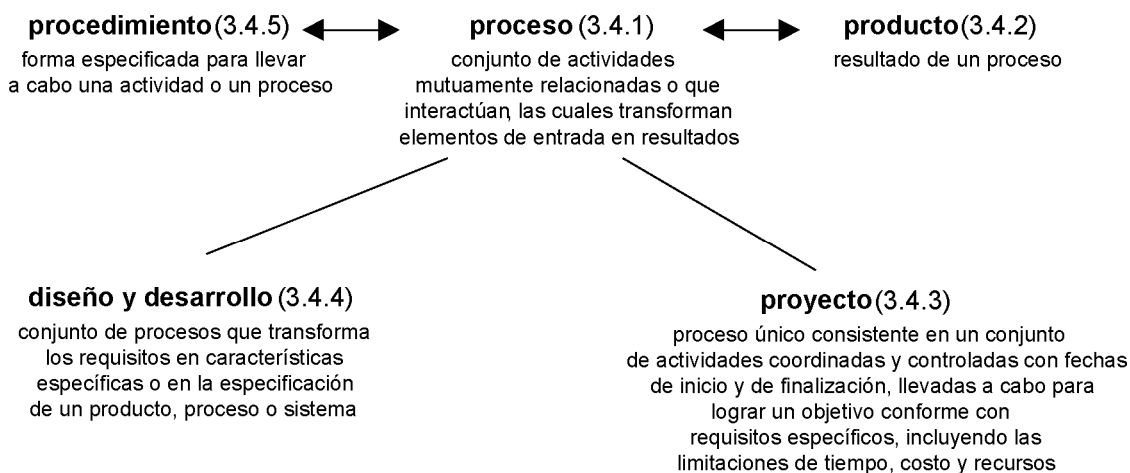 procedimiento (3.4.5)
forma especificada para llevar
a cabo una actividad o un proceso
proceso (3.4.1)
conjunto de actividades
mutuamente relacionadas o que
interactúan, las cuales transforman
elementos de entrada en resultados
producto (3.4.2)
resultado de un proceso
diseño y desarrollo (3.4.4)
conjunto de procesos que transforma
los requisitos en características
específicas o en la especificación
de un producto, proceso o sistema
proyecto (3.4.3)
proceso único consistente en un conjunto
de actividades coordinadas y controladas con fechas
de inicio y de finalización, llevadas a cabo para
lograr un objetivo conforme con
requisitos específicos, incluyendo las
limitaciones de tiempo, costo y recursos